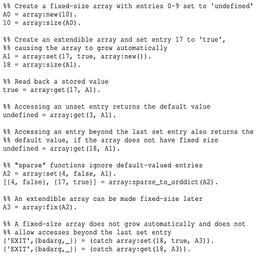 %% Create a fixed-size array with entries 0-9 set to 'undefined'
A0 = array:new(10).
10 = array:size(A0).
%% Create an extendible array and set entry 17 to 'true',
%% causing the array to grow automatically
A1 = array:set(17, true, array:new()).
18 = array:size(A1).
%% Read back a stored value
true = array:get(17, A1).
%% Accessing an unset entry returns the default value
undefined = array:get(3, A1).
%% Accessing an entry beyond the last set entry also returns the
%% default value, if the array does not have fixed size
undefined = array:get(18, A1).
%% "sparse" functions ignore default-valued entries
A2 = array:set(4, false, A1).
[{4, false}, {17, true}] = array:sparse_to_orddict(A2).
%% An extendible array can be made fixed-size later
A3 = array:fix(A2).
%% A fixed-size array does not grow automatically and does not
%% allow accesses beyond the last set entry
{'EXIT',{badarg,_}} = (catch array:set(18, true, A3)).
{'EXIT',{badarg,_}} = (catch array:get(18, A3)).